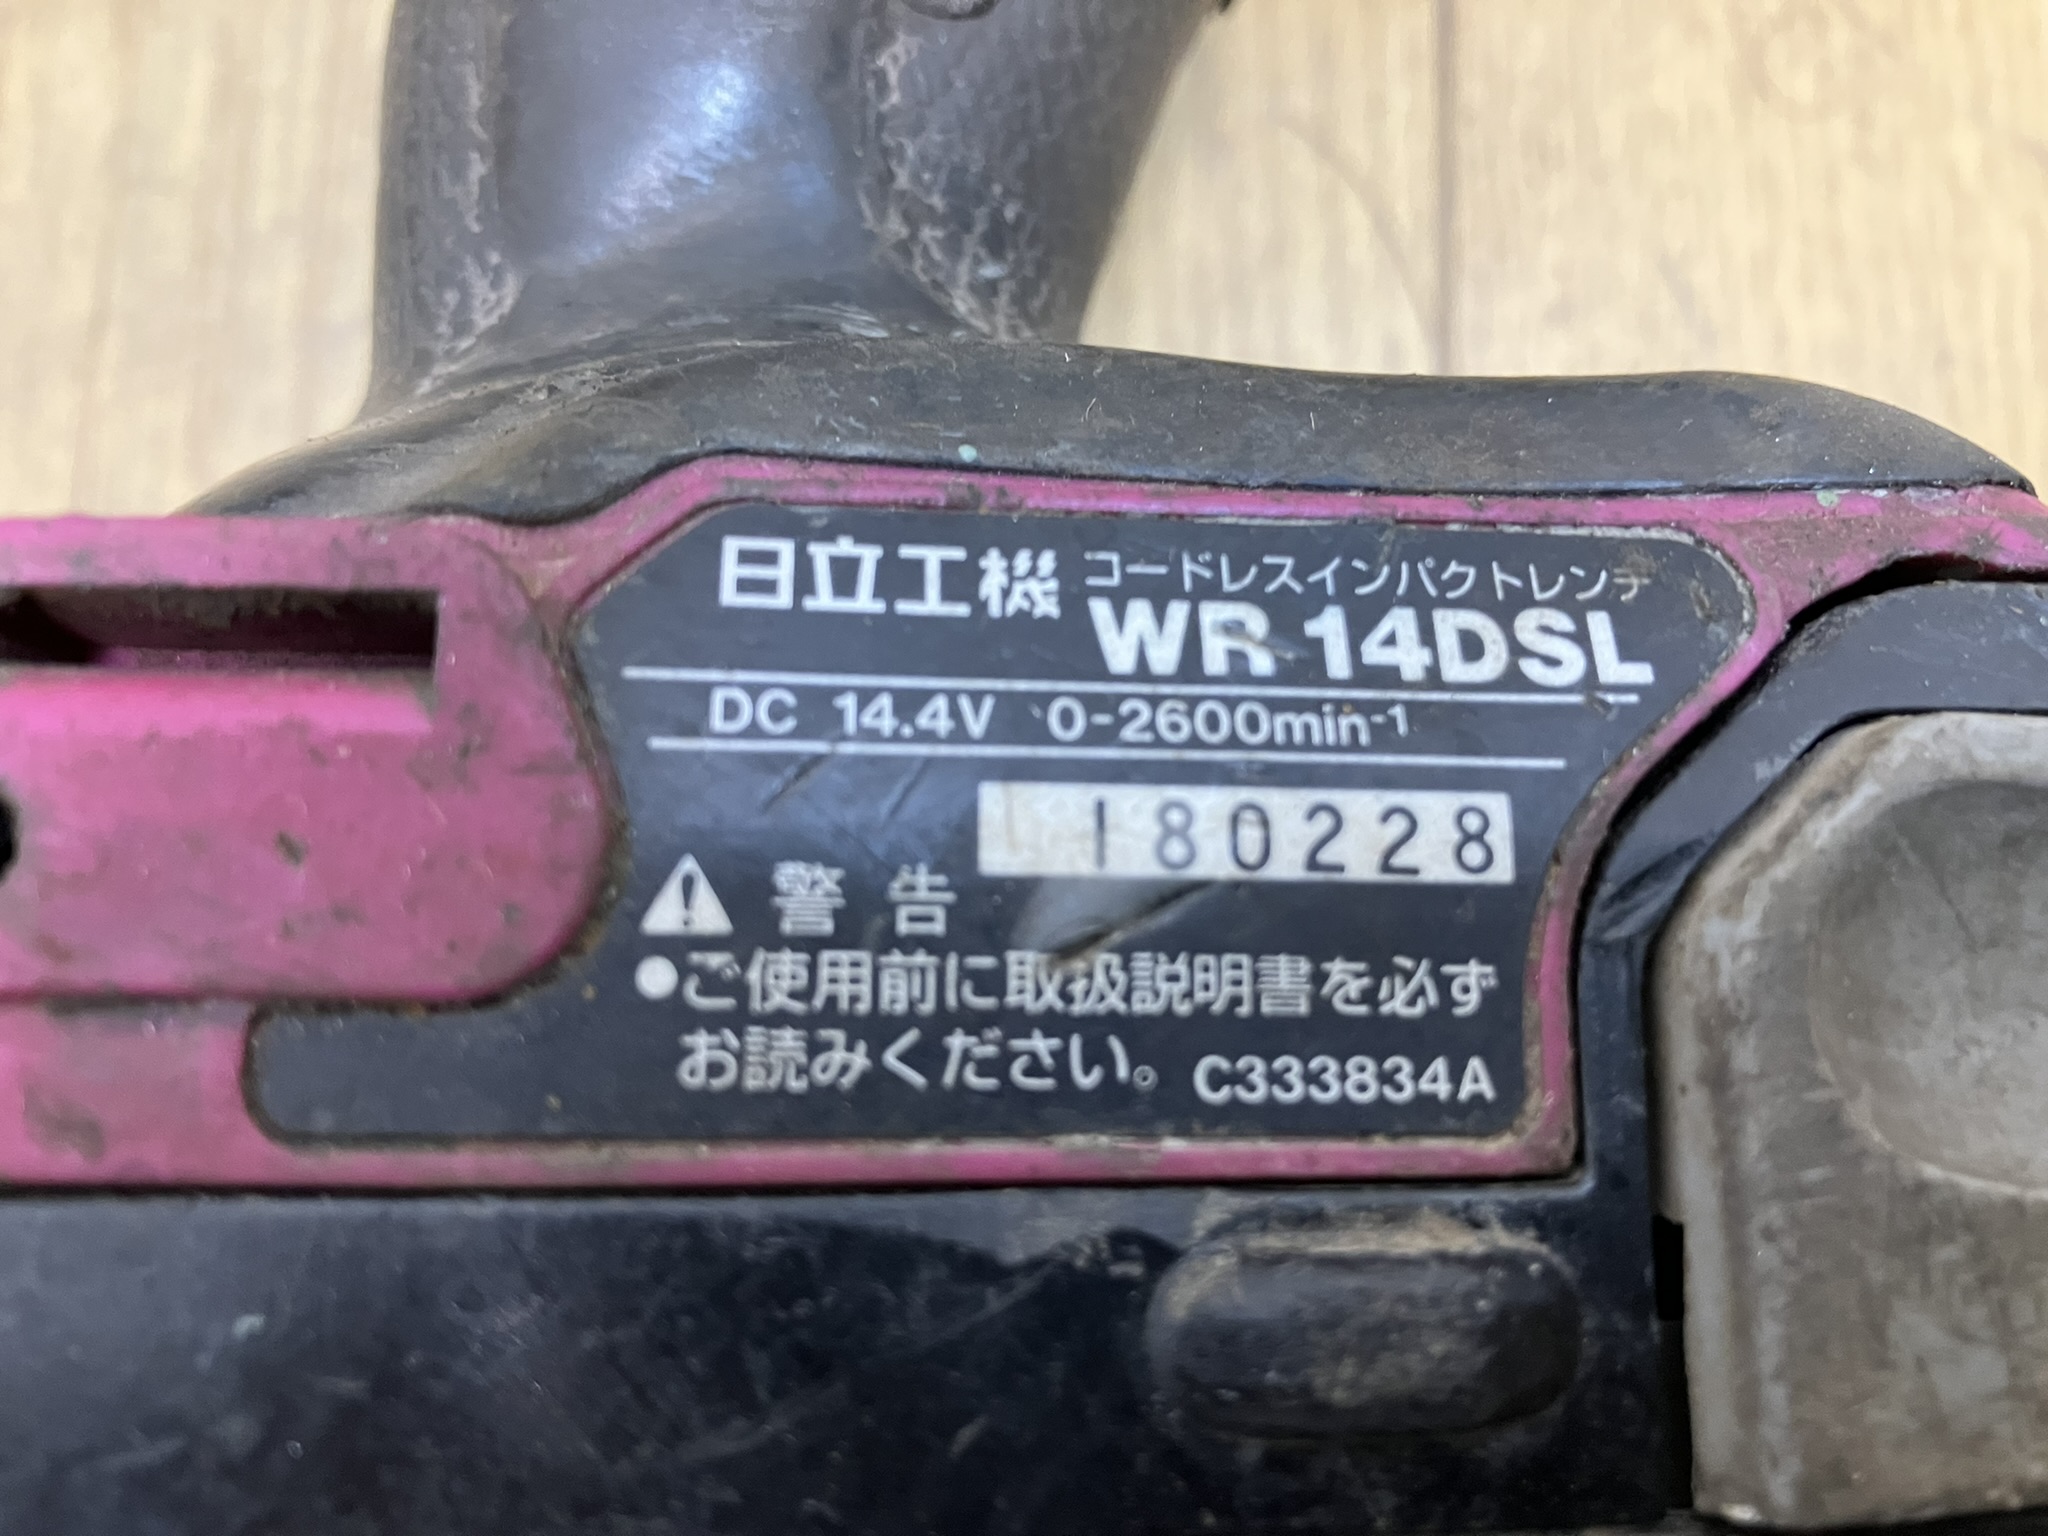 日立工機 コードレスインパクトレンチ
WR 14DSL
DC 14.4V 0-2600min-1
180228
警告
●ご使用前に取扱説明書を必ず
お読みください。 C333834A